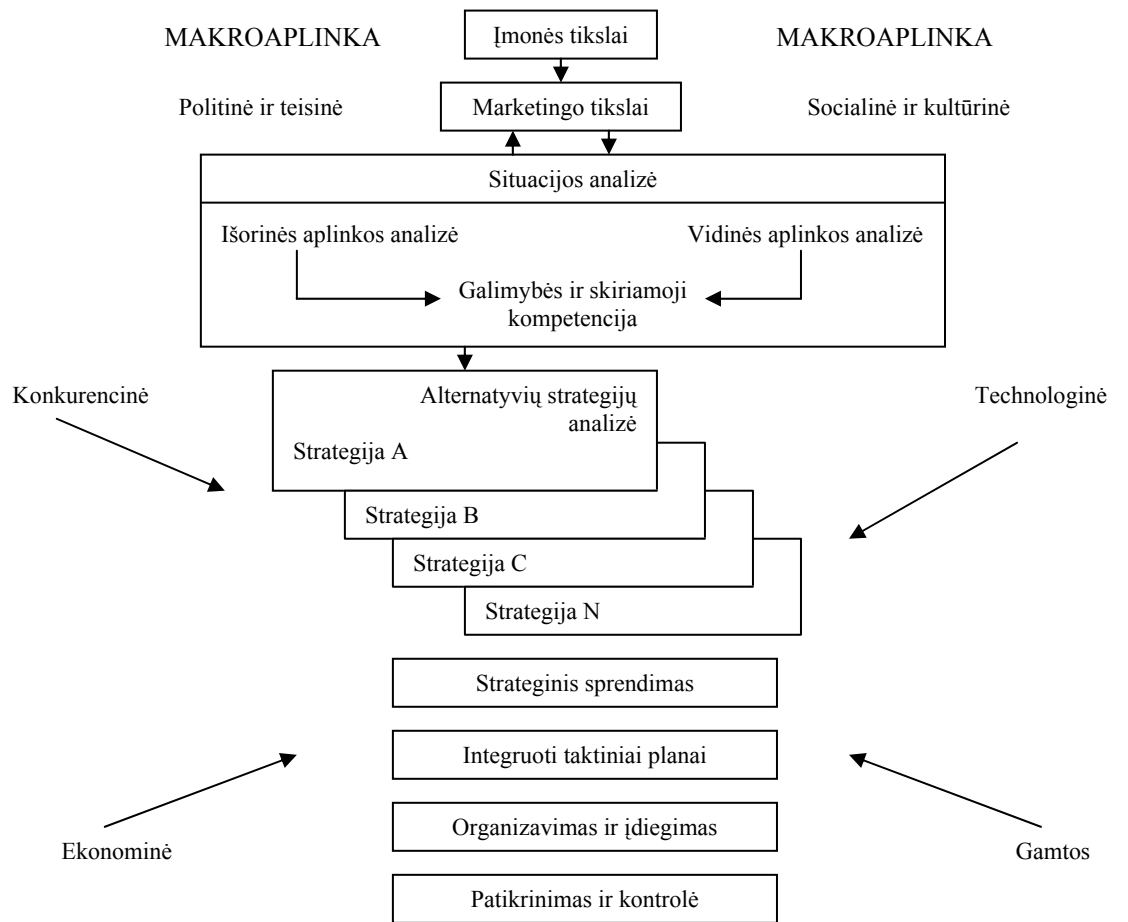 MAKROAPLINKA
Įmonės tikslai
MAKROAPLINKA
Politinė ir teisinė
Marketingo tikslai
Socialinė ir kultūrinė
Situacijos analizė
Išorinės aplinkos analizė
Vidinės aplinkos analizė
Galimybės ir skiriamoji
kompetencija
Konkurencinė
Alternatyvių strategijų
analizė
Technologinė
Strategija A
Strategija B
Strategija C
Strategija N
Strateginis sprendimas
Integruoti taktiniai planai
Organizavimas ir įdiegimas
Ekonominė
Gamtos
Patikrinimas ir kontrolė